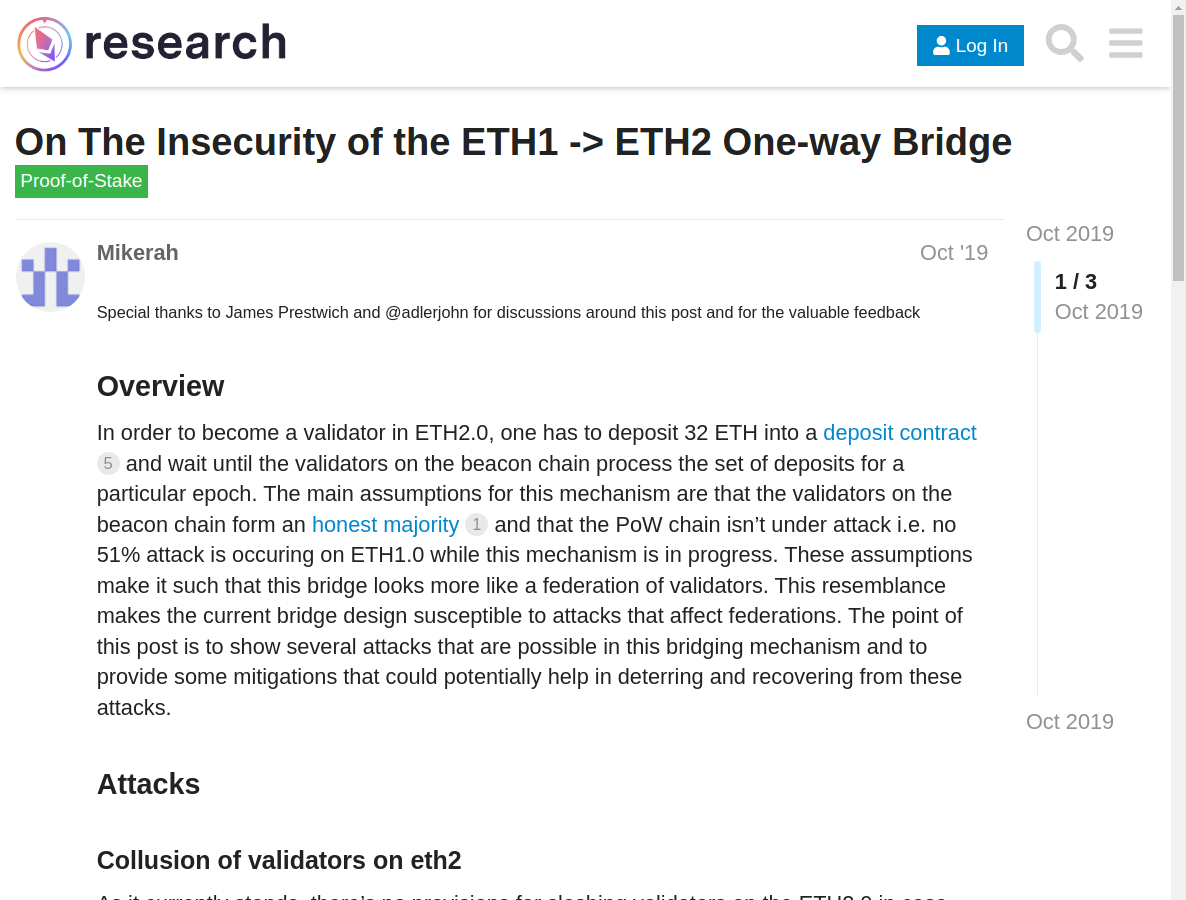 research
Log In
On The Insecurity of the ETH1 -> ETH2 One-way Bridge
Proof-of-Stake
Mikerah
Oct '19
Oct 2019
1 / 3
Oct 2019
Special thanks to James Prestwich and @adlerjohn for discussions around this post and for the valuable feedback
Overview
In order to become a validator in ETH2.0, one has to deposit 32 ETH into a deposit contract
5 and wait until the validators on the beacon chain process the set of deposits for a
particular epoch. The main assumptions for this mechanism are that the validators on the
beacon chain form an honest majority 1 and that the PoW chain isn’t under attack i.e. no
51% attack is occuring on ETH1.0 while this mechanism is in progress. These assumptions
make it such that this bridge looks more like a federation of validators. This resemblance
makes the current bridge design susceptible to attacks that affect federations. The point of
this post is to show several attacks that are possible in this bridging mechanism and to
provide some mitigations that could potentially help in deterring and recovering from these
attacks.
Oct 2019
Attacks
Collusion of validators on eth2